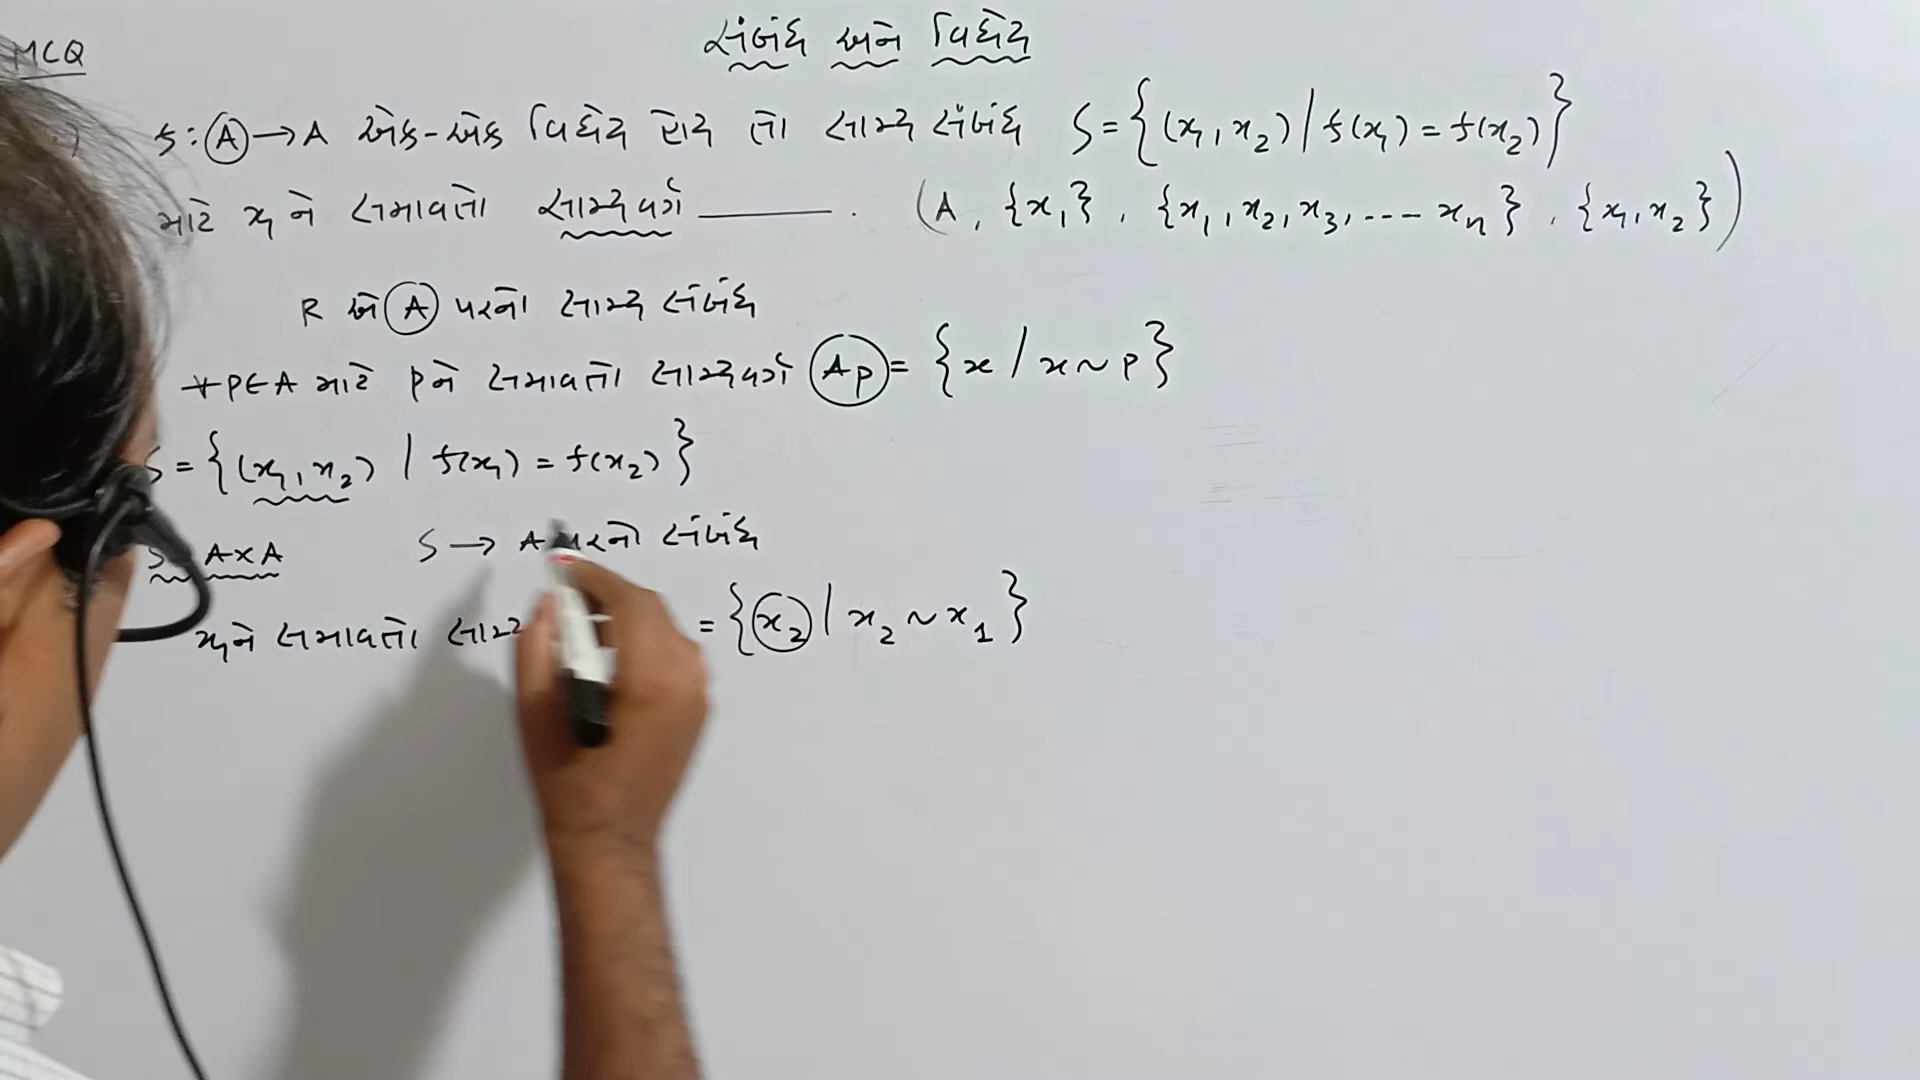 MCQ
સંબંધ અને વિધેય
f : A → A એક-એક વિધેય હોય તો સામ્ય સંબંધ S = {(x₁, x₂) / f(x₁) = f(x₂)}
માટે x₁ ને સમાવતો સામ્યવર્ગ ______ . (A, {x₁}, {x₁, x₂, x₃, ---- xₙ}, {x₁, x₂})
R એ A પરનો સામ્ય સંબંધ
∀ P ∈ A માટે P ને સમાવતો સામ્યવર્ગ Ap = {x / x ~ P}
S = {(x₁, x₂) / f(x₁) = f(x₂)}
A×A S → A પરનો સંબંધ
x₁ ને સમાવતો = {x₂ / x₂ ~ x₁}